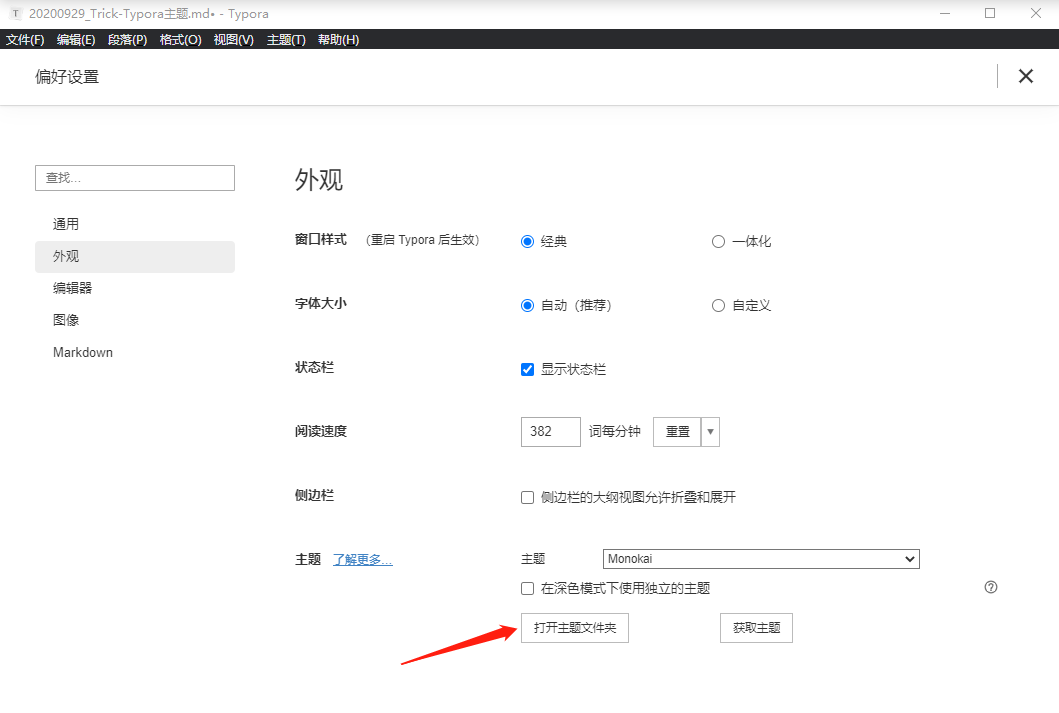 20200929_Trick-Typora主题.md• - Typora
文件(F) 编辑(E) 段落(P) 格式(O) 视图(V) 主题(T) 帮助(H)
偏好设置
查找...
通用
外观
编辑器
图像
Markdown
外观
窗口样式 (重启 Typora 后生效) 经典 一体化
字体大小 自动（推荐） 自定义
状态栏 显示状态栏
阅读速度 382 词每分钟 重置
侧边栏 侧边栏的大纲视图允许折叠和展开
主题 了解更多... 主题 Monokai
在深色模式下使用独立的主题
打开主题文件夹 获取主题